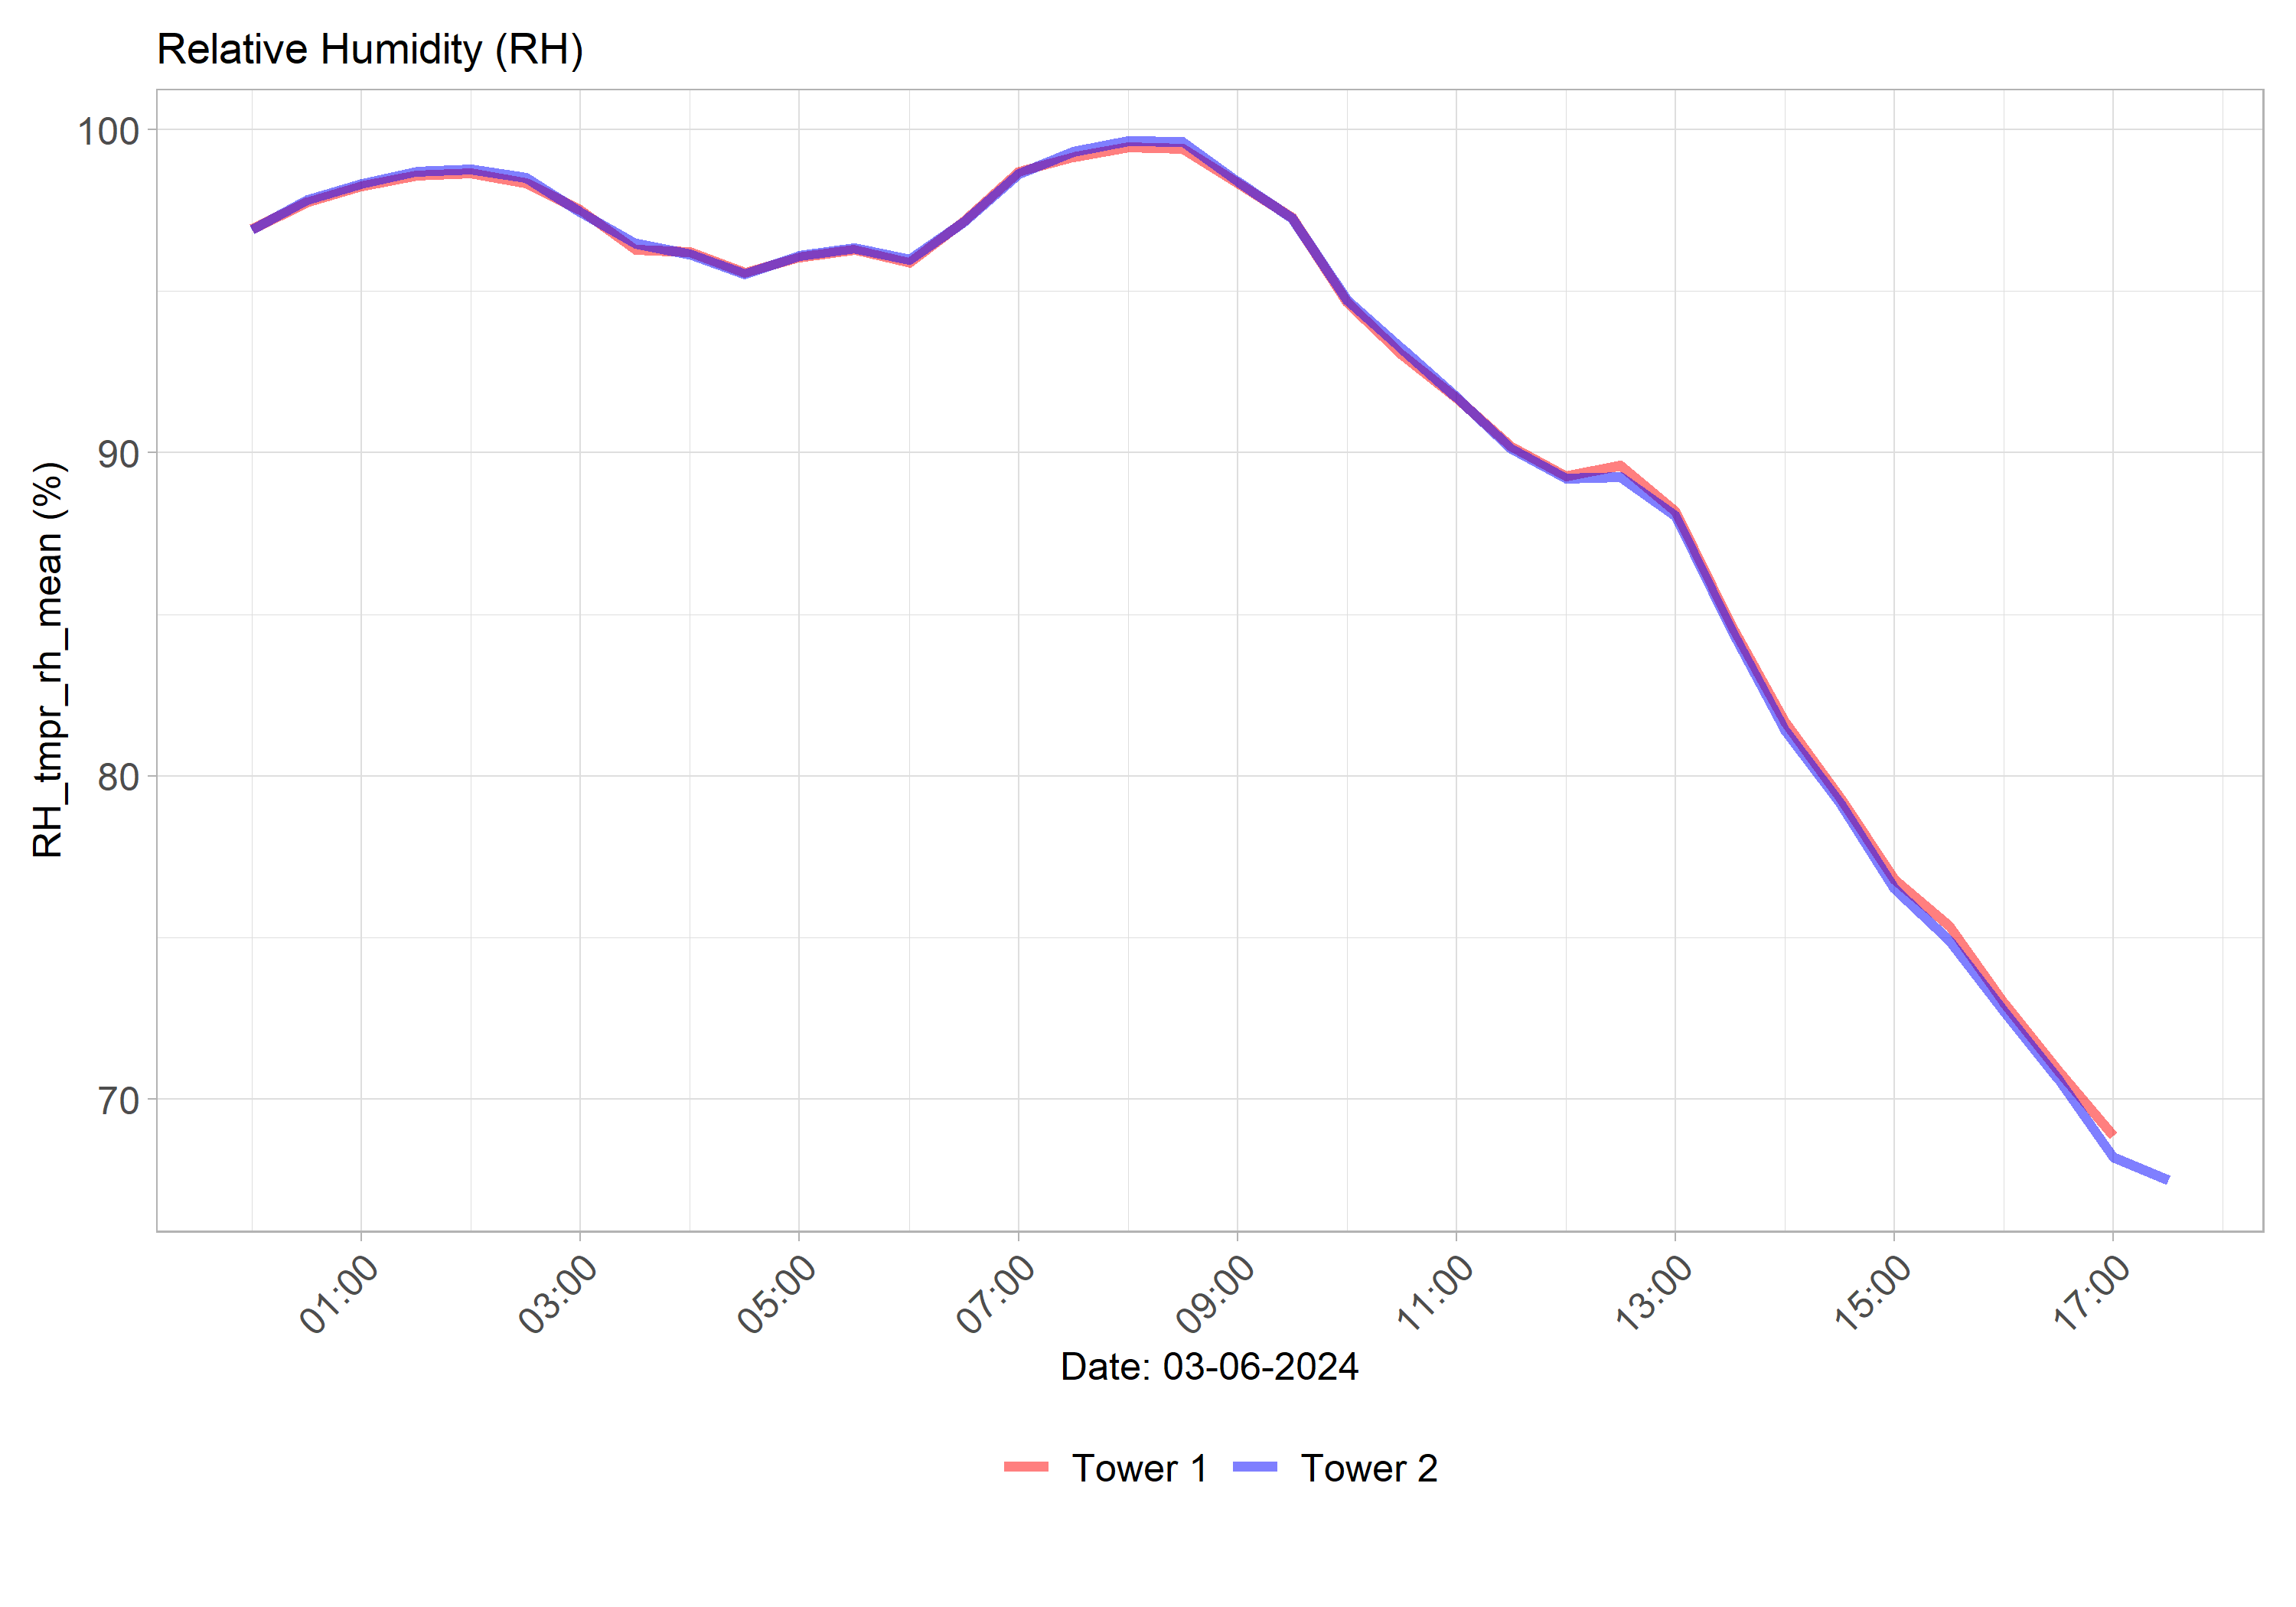 Relative Humidity (RH)
100
90
80
70
RH_tmpr_rh_mean (%)
01:00 03:00 05:00 07:00 09:00 11:00 13:00 15:00 17:00
Date: 03-06-2024
Tower 1 Tower 2